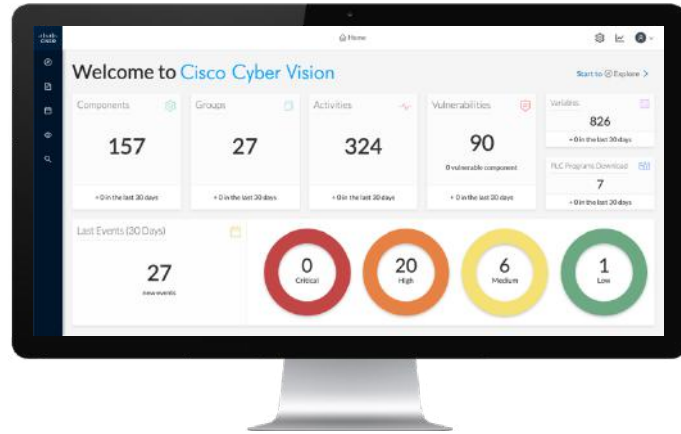 cisco
Home
Welcome to Cisco Cyber Vision
Start to Explore >
Components
157
+ 0 in the last 30 days
Groups
27
+ 0 in the last 30 days
Activities
324
+ 0 in the last 30 days
Vulnerabilities
90
0 vulnerable component
+ 0 in the last 30 days
Variables
826
+ 0 in the last 30 days
PLC Programs Download
7
+ 0 in the last 30 days
Last Events (30 Days)
27
new events
0
Critical
20
High
6
Medium
1
Low